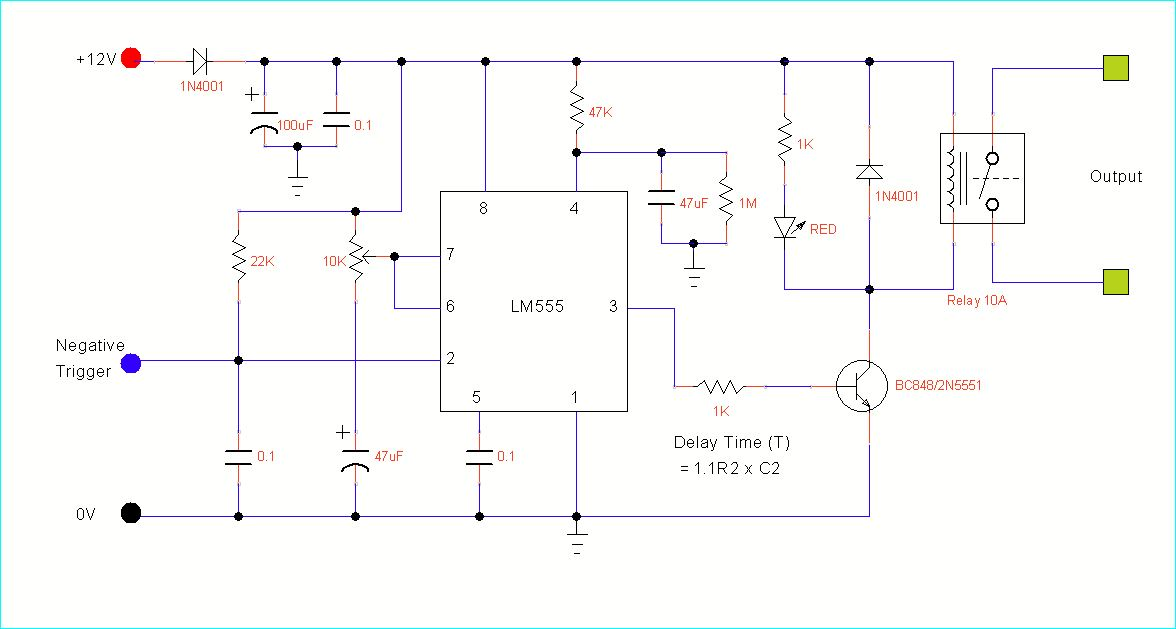 +12V
1N4001
+
100uF
0.1
47K
47uF
1M
1K
RED
1N4001
Output
Relay 10A
22K
10K
8
4
7
6
2
LM555
3
5
1
Negative
Trigger
1K
BC848/2N5551
Delay Time (T)
= 1.1R2 x C2
0.1
+
47uF
0.1
0V